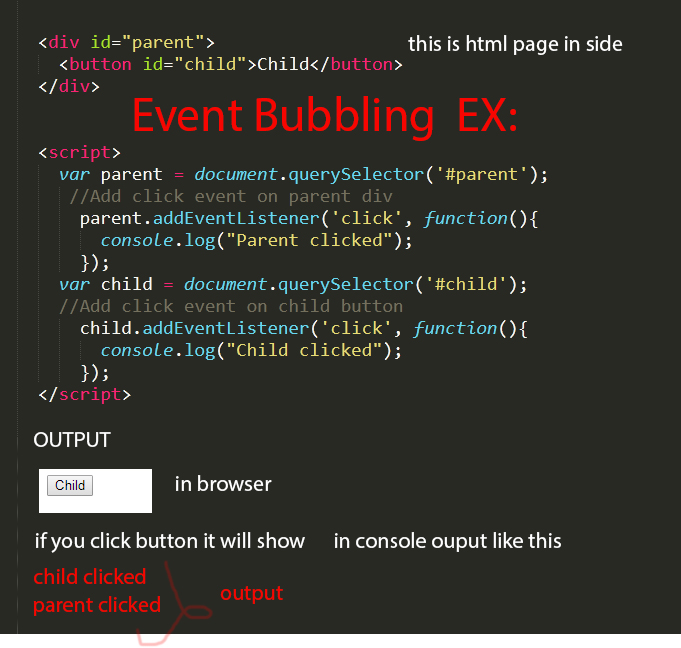 <div id="parent">
this is html page in side
<button id="child">Child</button>
</div>
Event Bubbling EX:
<script>
var parent = document.querySelector('#parent');
//Add click event on parent div
parent.addEventListener('click', function(){
console.log("Parent clicked");
});
var child = document.querySelector('#child');
//Add click event on child button
child.addEventListener('click', function(){
console.log("Child clicked");
});
</script>
OUTPUT
Child
in browser
if you click button it will show in console ouput like this
child clicked
parent clicked
output